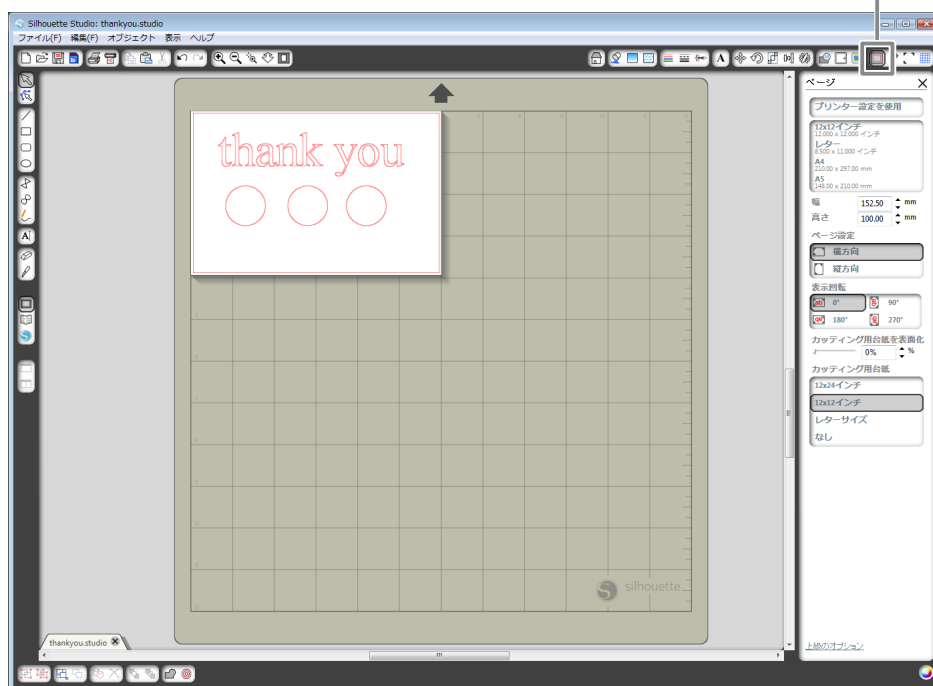 Silhouette Studio: thankyou.studio
ファイル(F) 編集(F) オブジェクト 表示 ヘルプ
ページ
プリンター設定を使用
12x12インチ
12.000 x 12.000 インチ
レター
8.500 x 11.000 インチ
A4
210.00 x 297.00 mm
A5
148.00 x 210.00 mm
幅 152.50 mm
高さ 100.00 mm
ページ設定
横方向
縦方向
表示回転
0° 90°
180° 270°
カッティング用台紙を表面化
0% %
カッティング用台紙
12x24インチ
12x12インチ
レターサイズ
なし
thank you
silhouette
thankyou.studio
上級のオプション